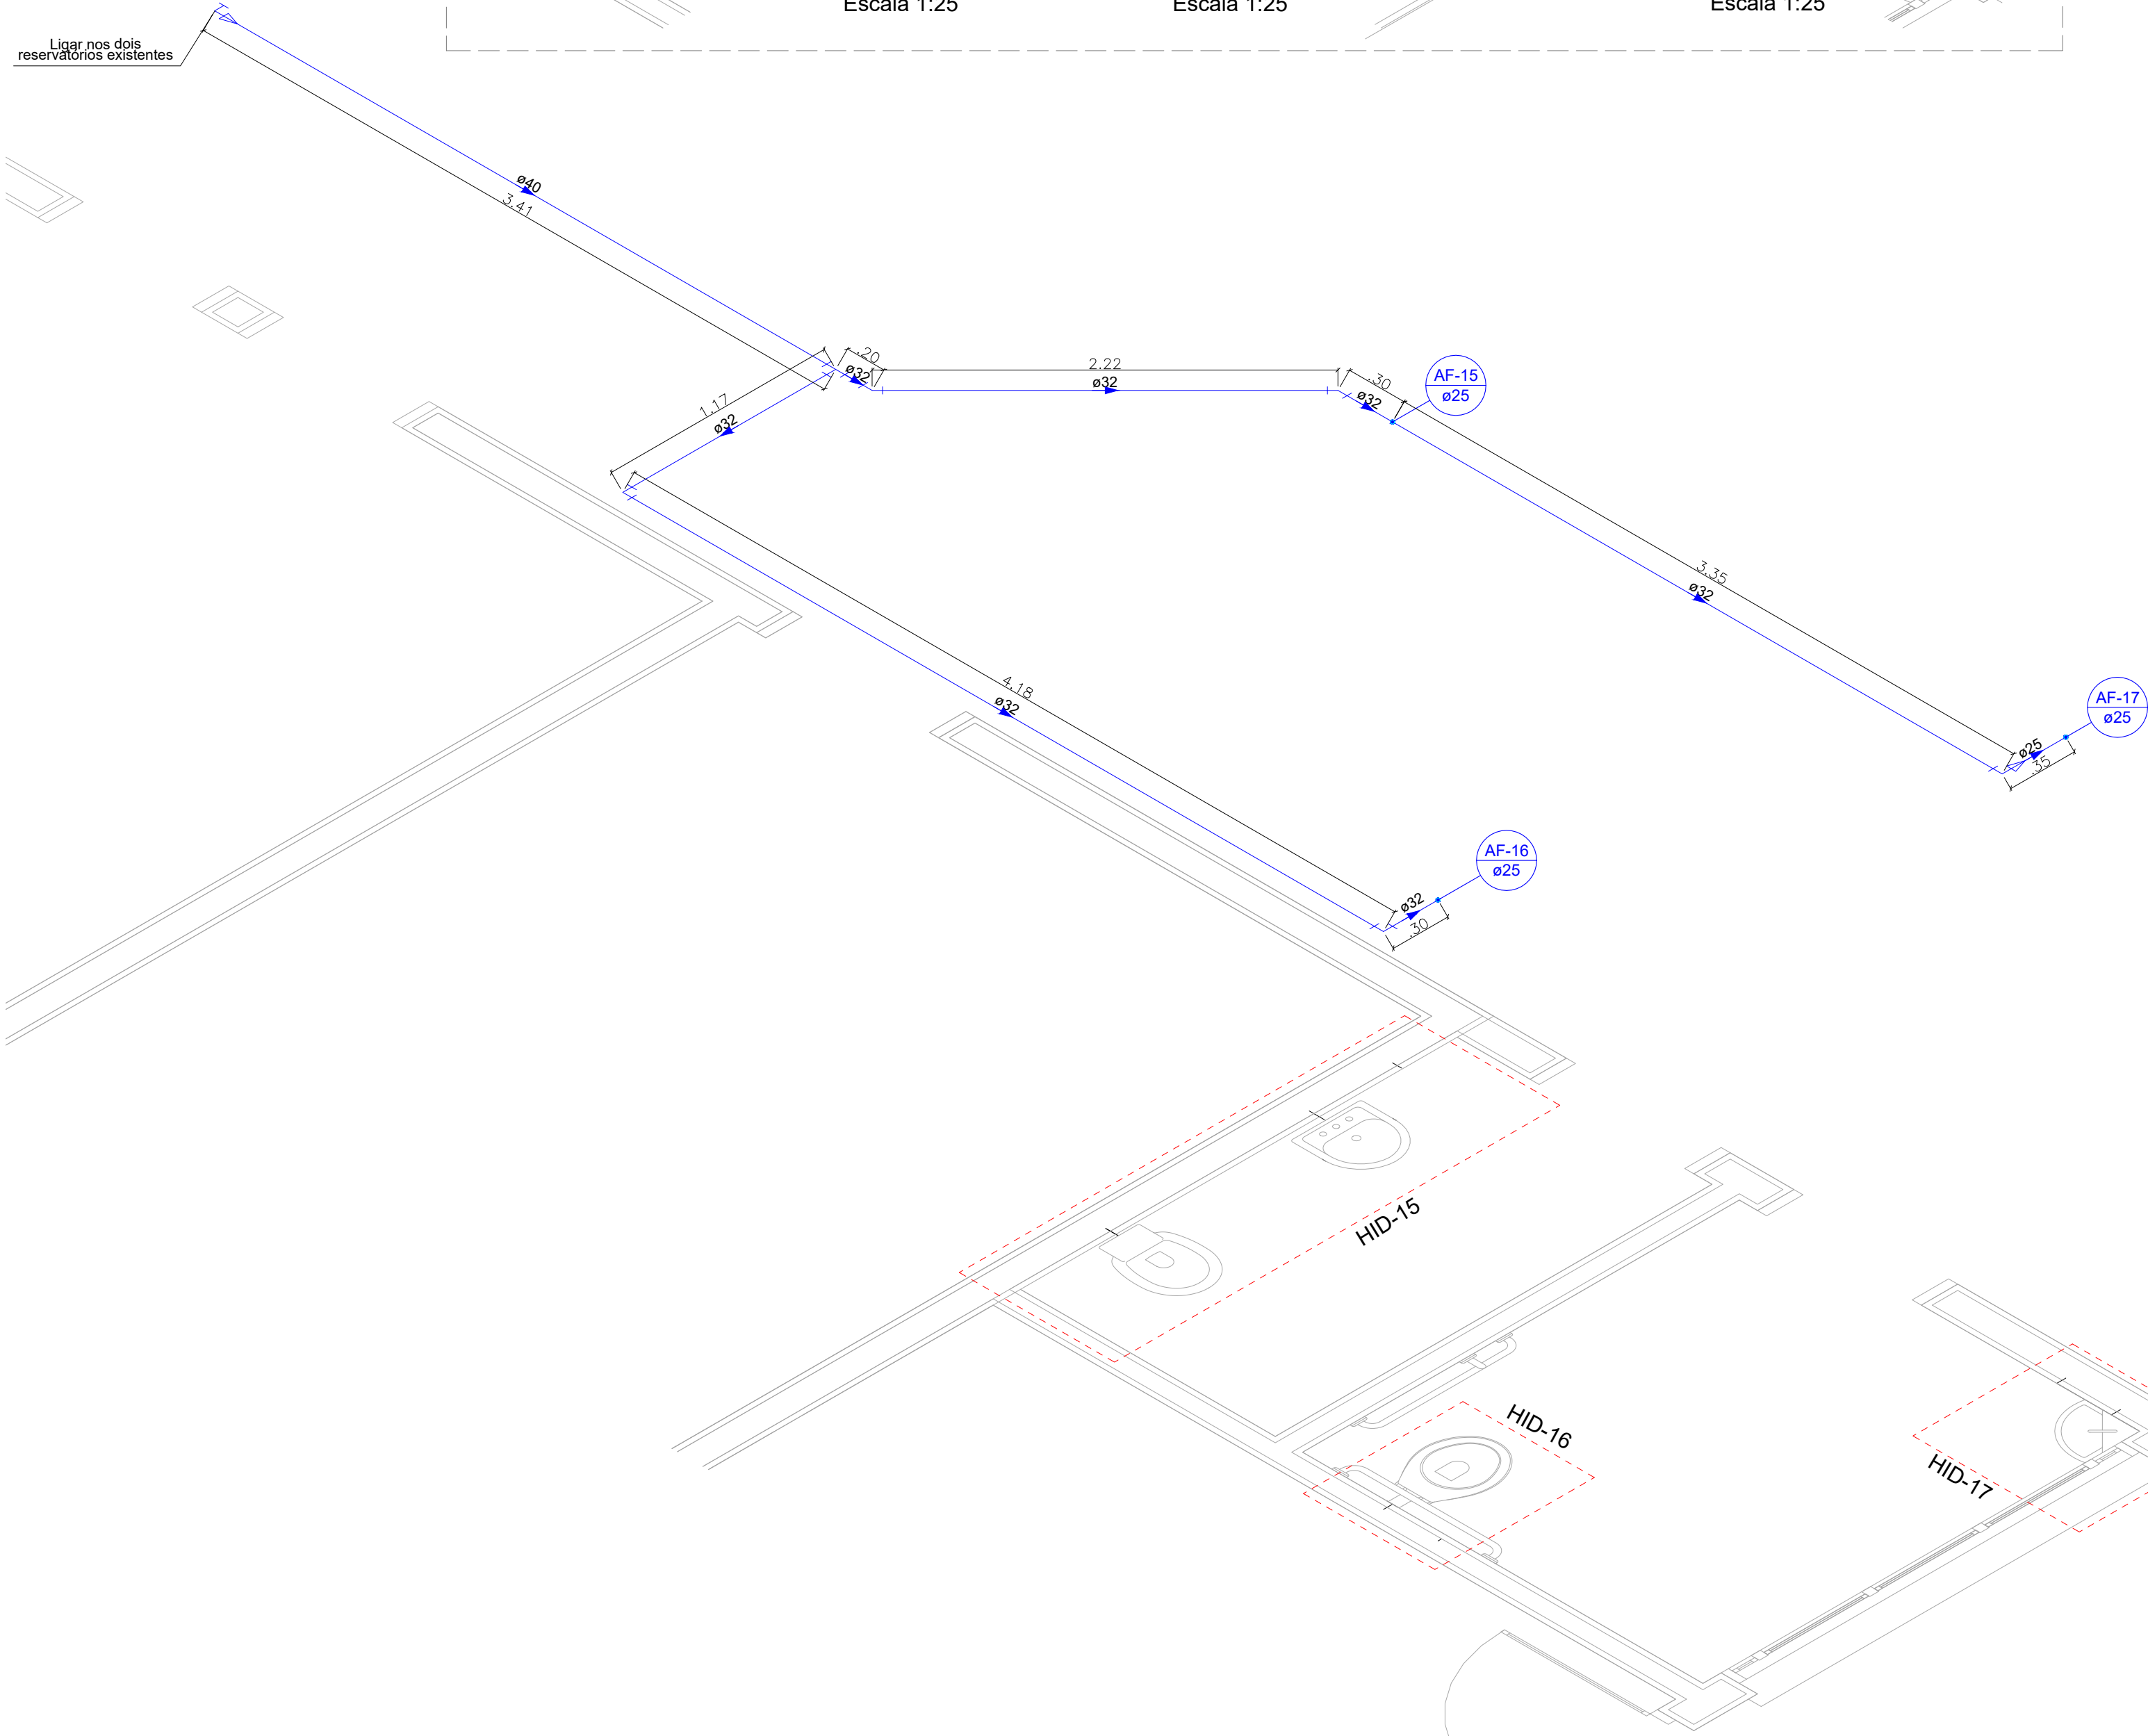 Escala 1:25
Escala 1:25
Escala 1:25
Ligar nos dois
reservatórios existentes
ø40
3.41
.20
ø32
2.22
ø32
.30
ø32
AF-15
ø25
1.17
ø32
3.35
ø32
4.18
ø32
AF-17
ø25
ø25
.35
AF-16
ø25
ø32
.30
HID-15
HID-16
HID-17